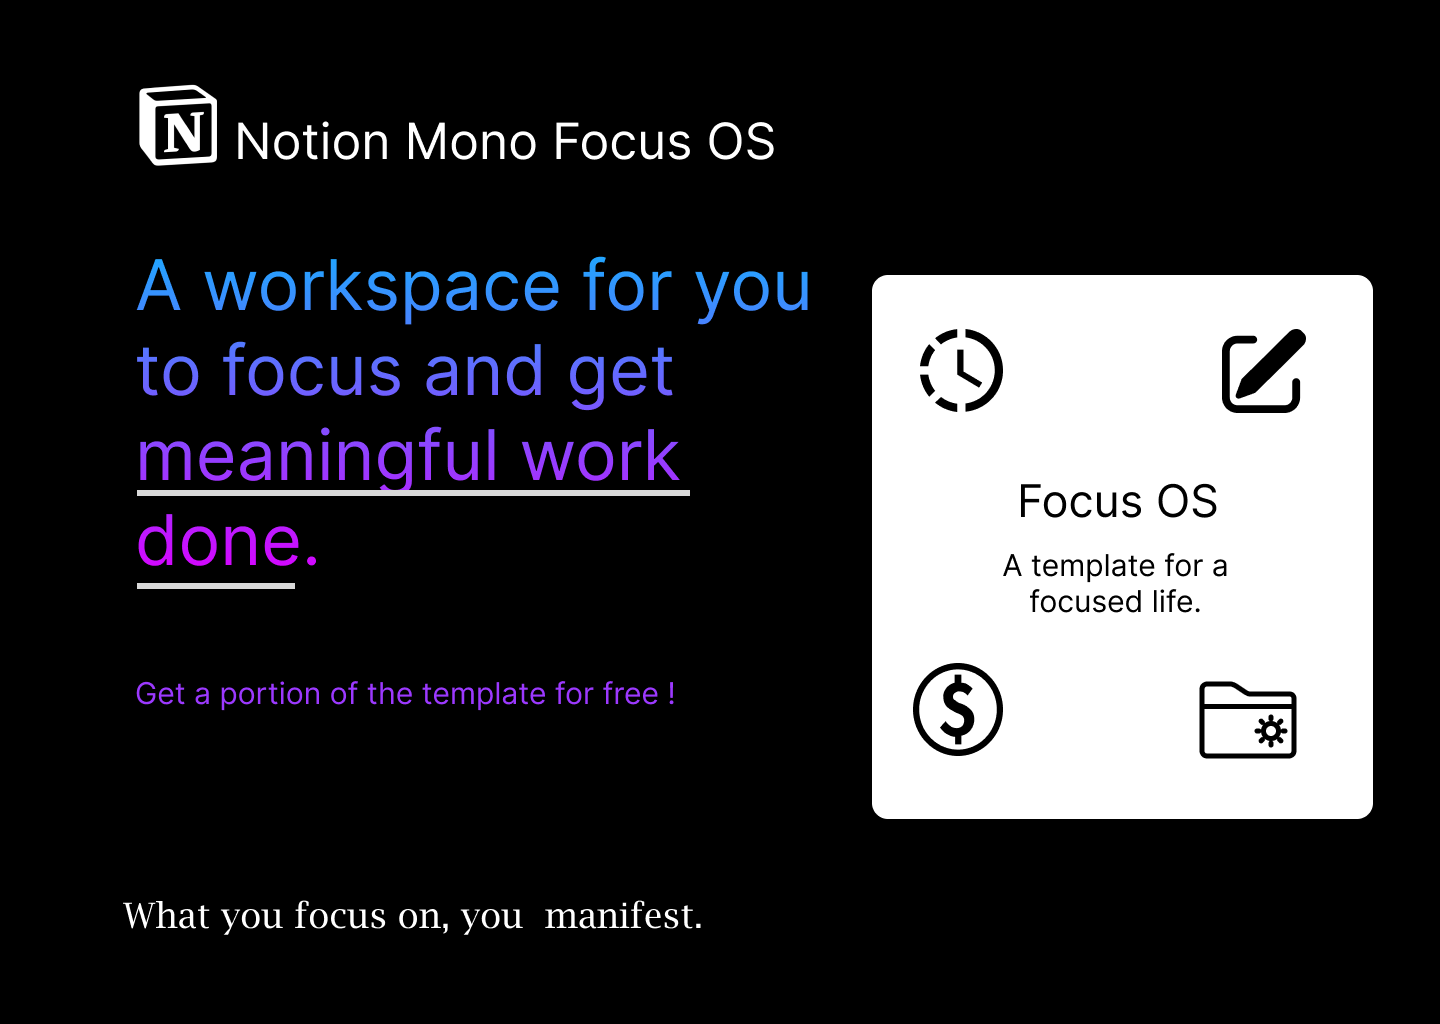 N Notion Mono Focus OS
A workspace for you
to focus and get
meaningful work
done.
Get a portion of the template for free !
What you focus on, you  manifest.
Focus OS
A template for a
focused life.